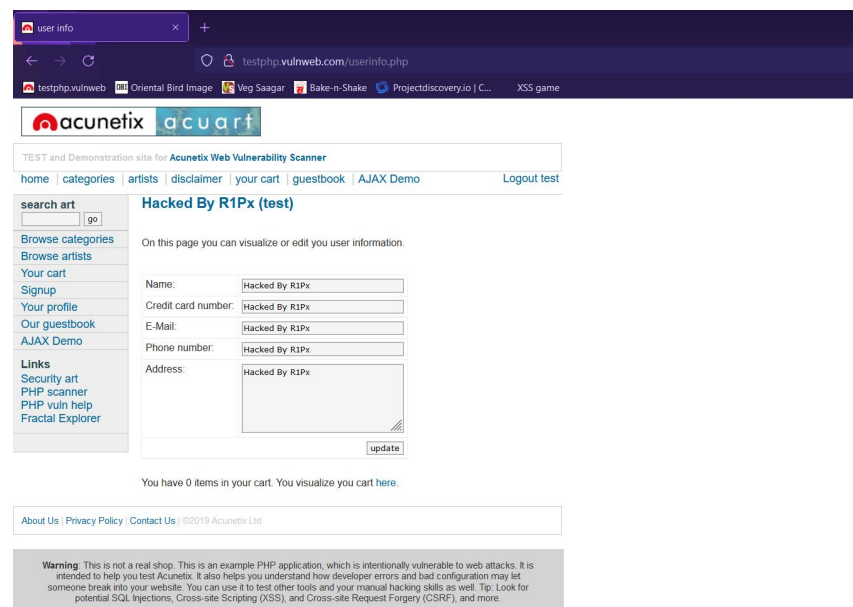 user info
testphp.vulnweb.com/userinfo.php
testphp.vulnweb
OBI Oriental Bird Image
Veg Saagar
Bake-n-Shake
Projectdiscovery.io | C...
XSS game
acunetix acuart
TEST and Demonstration site for Acunetix Web Vulnerability Scanner
home | categories | artists | disclaimer | your cart | guestbook | AJAX Demo
Logout test
search art
go
Browse categories
Browse artists
Your cart
Signup
Your profile
Our guestbook
AJAX Demo
Links
Security art
PHP scanner
PHP vuln help
Fractal Explorer
Hacked By R1Px (test)
On this page you can visualize or edit you user information.
Name: Hacked By R1Px
Credit card number: Hacked By R1Px
E-Mail: Hacked By R1Px
Phone number: Hacked By R1Px
Address: Hacked By R1Px
update
You have 0 items in your cart. You visualize you cart here.
About Us | Privacy Policy | Contact Us | ©2019 Acunetix Ltd
Warning: This is not a real shop. This is an example PHP application, which is intentionally vulnerable to web attacks. It is
intended to help you test Acunetix. It also helps you understand how developer errors and bad configuration may let
someone break into your website. You can use it to test other tools and your manual hacking skills as well. Tip: Look for
potential SQL Injections, Cross-site Scripting (XSS), and Cross-site Request Forgery (CSRF), and more.